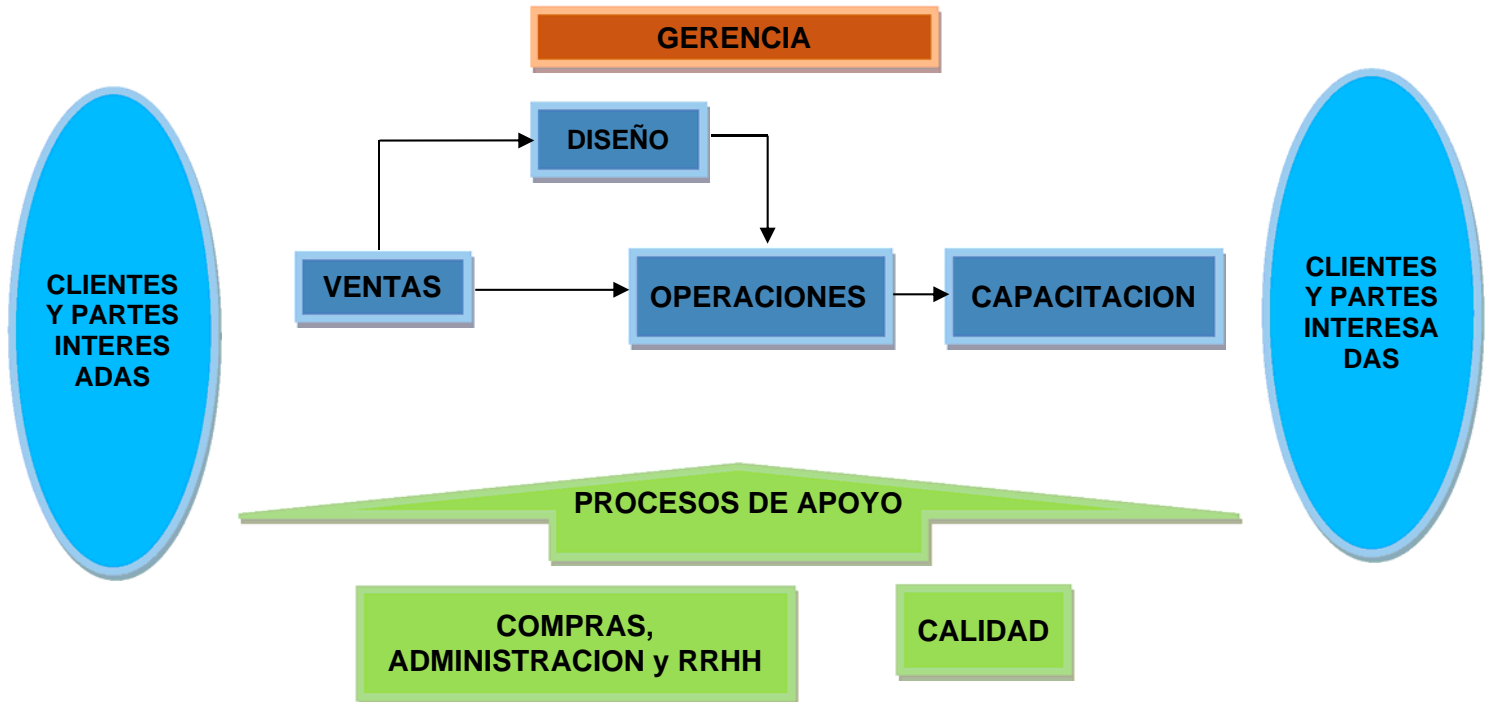 GERENCIA
DISEÑO
CLIENTES
Y PARTES
INTERES
ADAS
VENTAS
OPERACIONES
CAPACITACION
CLIENTES
Y PARTES
INTERESA
DAS
PROCESOS DE APOYO
COMPRAS,
ADMINISTRACION y RRHH
CALIDAD